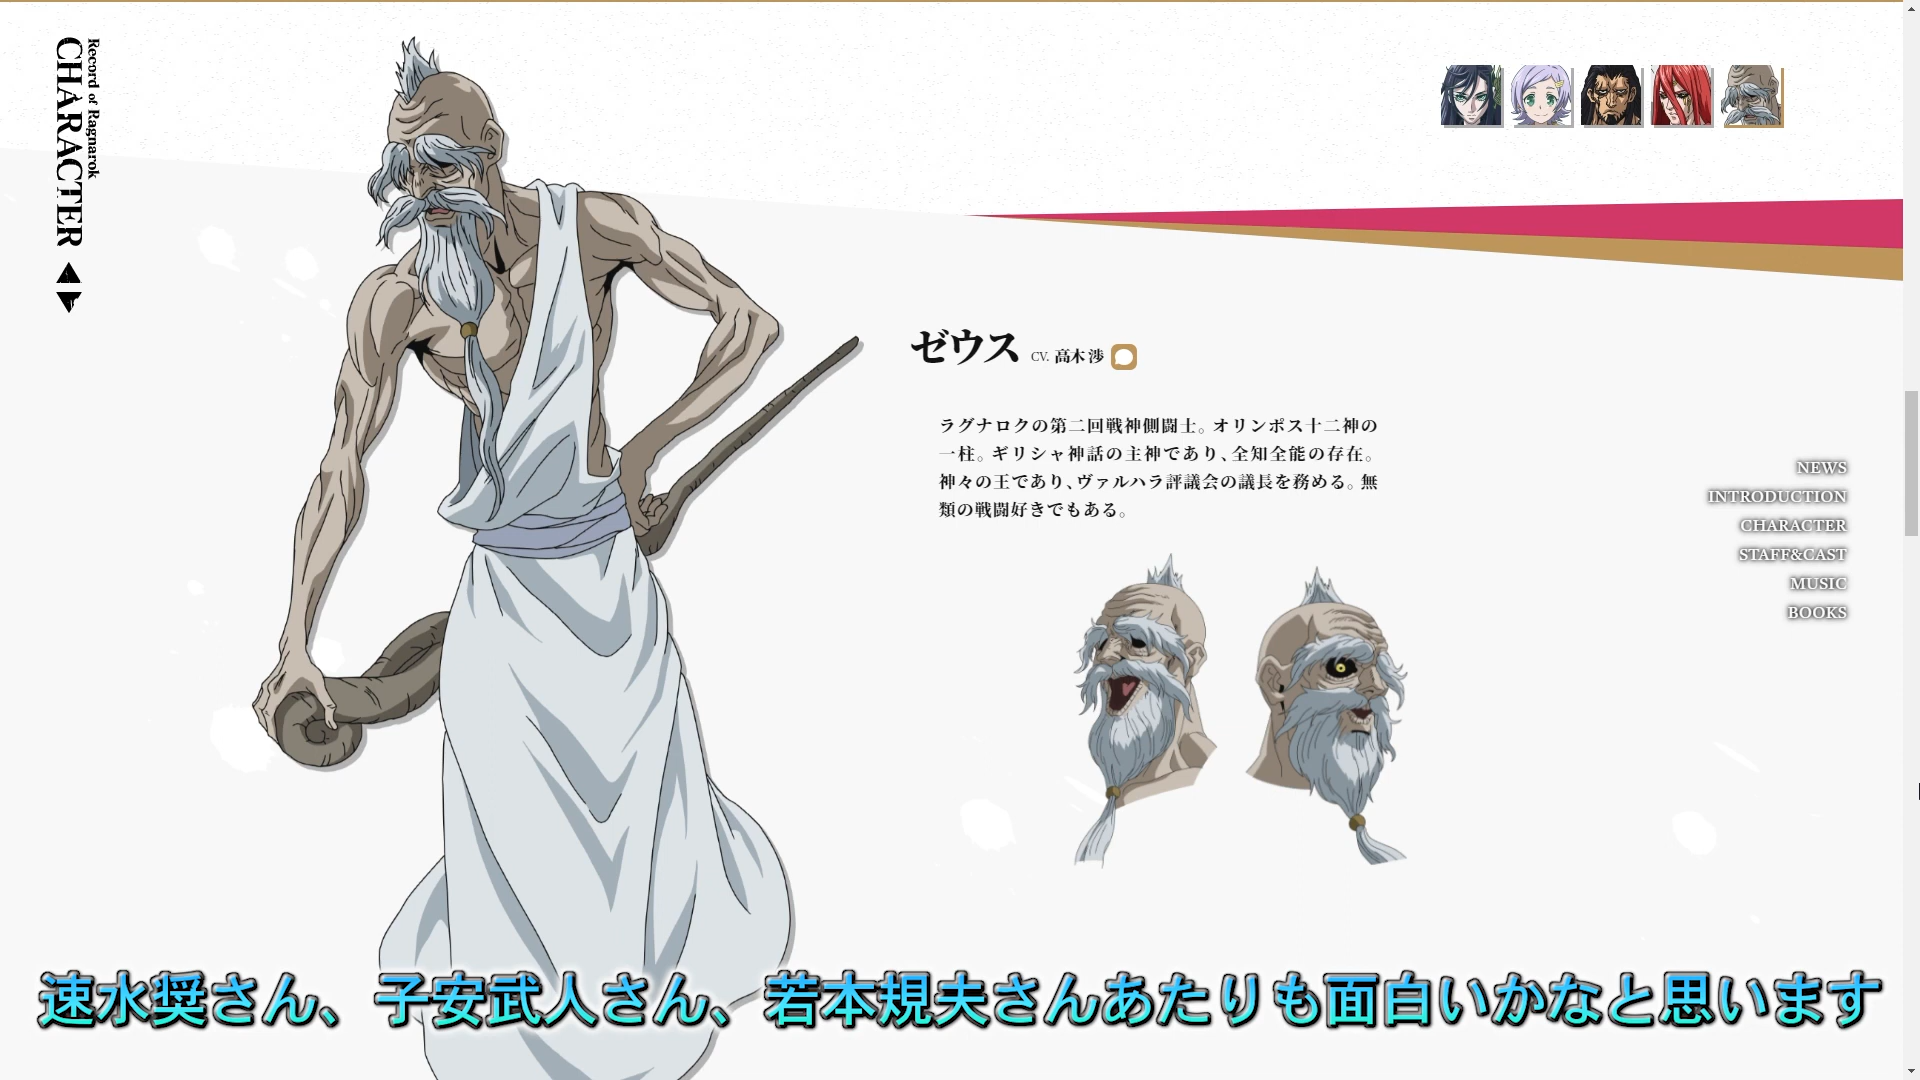 Record of Ragnarok
CHARACTER
ゼウス CV. 高木 渉
ラグナロクの第二回戦神側闘士。オリンポス十二神の
一柱。ギリシャ神話の主神であり、全知全能の存在。
神々の王であり、ヴァルハラ評議会の議長を務める。無
類の戦闘好きでもある。
NEWS
INTRODUCTION
CHARACTER
STAFF&CAST
MUSIC
BOOKS
速水奨さん、子安武人さん、若本規夫さんあたりも面白いかなと思います